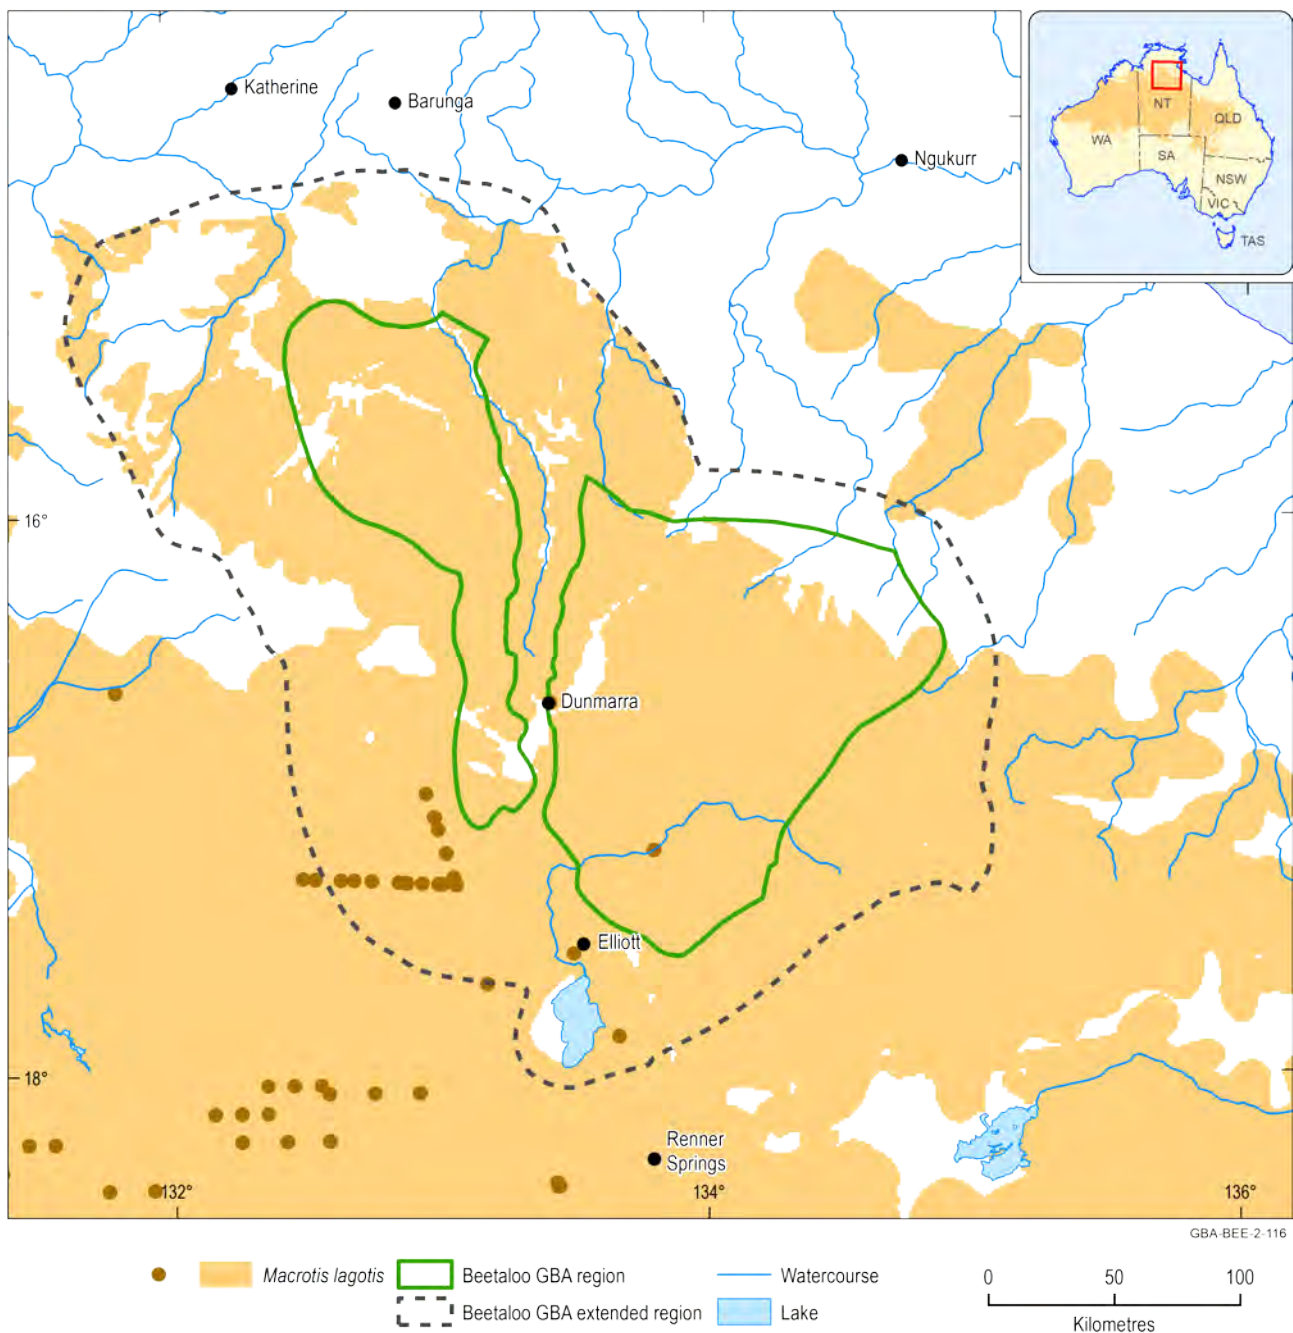 Katherine
Barunga
Ngukurr
NT
QLD
WA
SA
NSW
VIC
TAS
16°
Dunmarra
Elliott
18°
Renner
Springs
132°
134°
136°
GBA-BEE-2-116
Macrotis lagotis
Beetaloo GBA region
Watercourse
0 50 100
Beetaloo GBA extended region
Lake
Kilometres